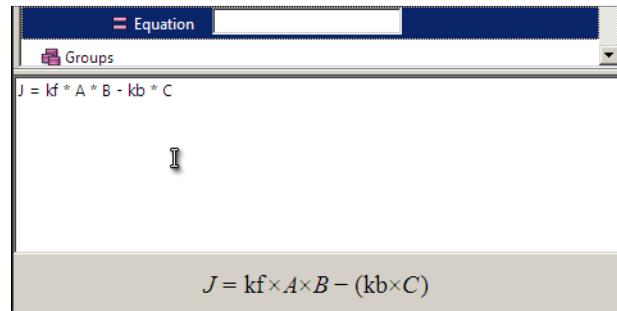 Equation
Groups
J = kf * A * B - kb * C
J = kf×A×B − (kb×C)